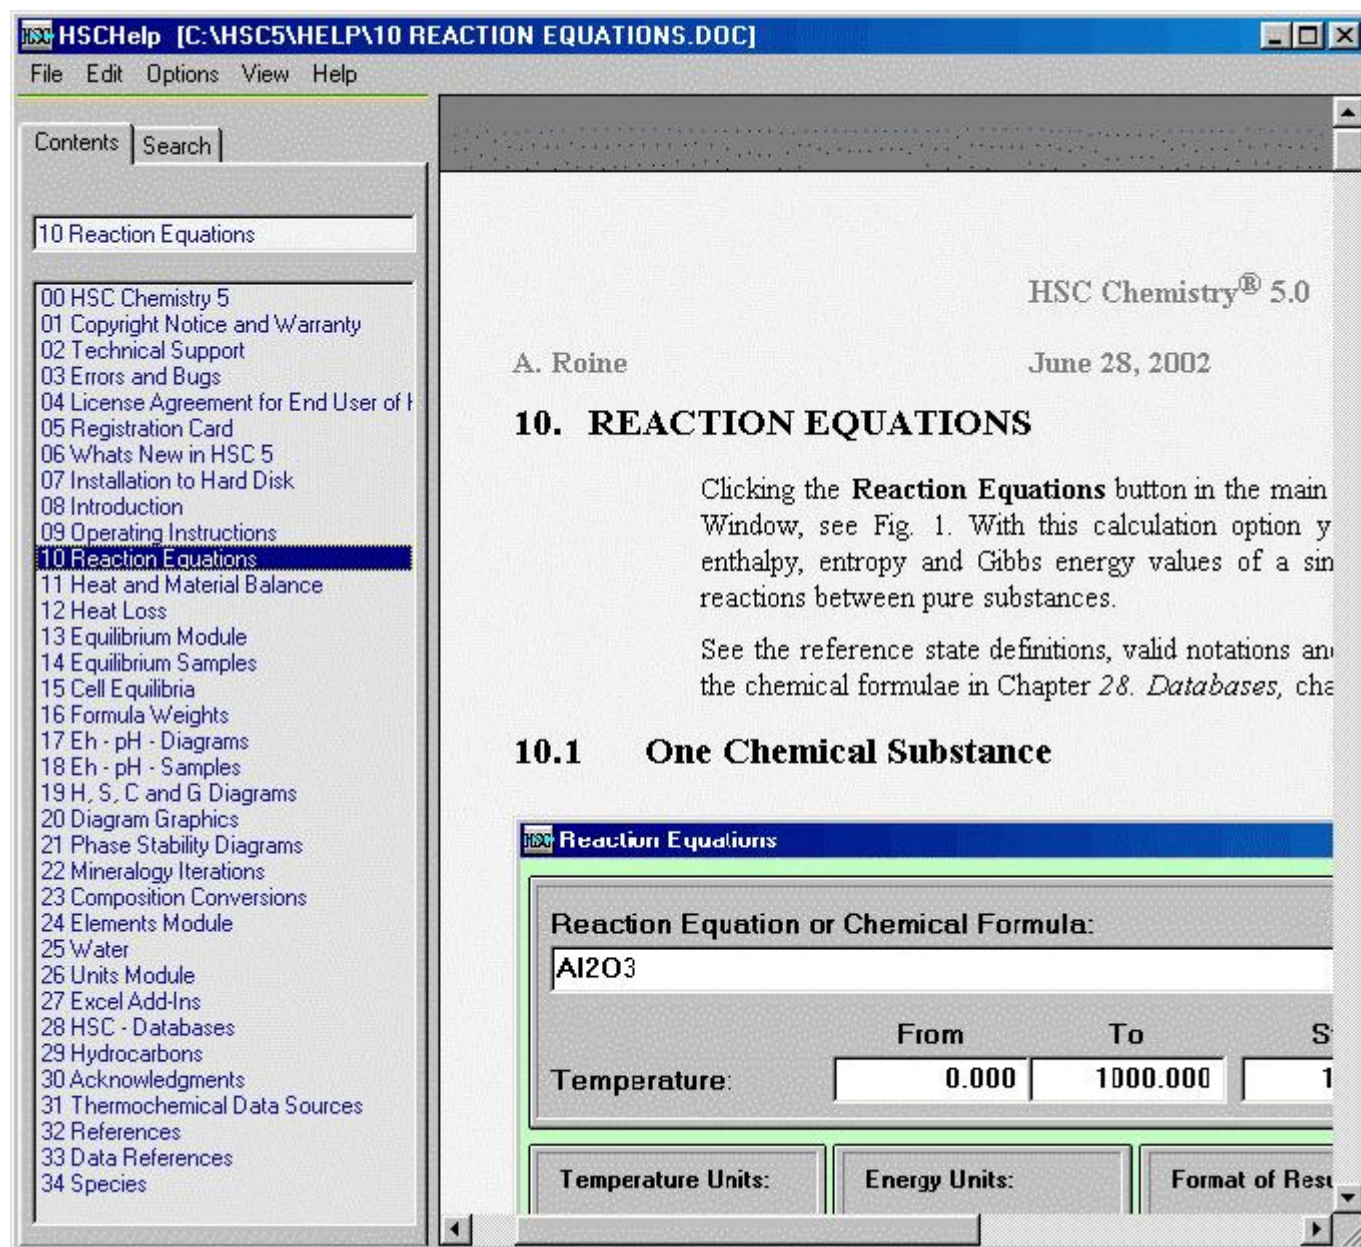 HSC HSCHelp [C:\HSC5\HELP\10 REACTION EQUATIONS.DOC]
File Edit Options View Help
Contents Search
10 Reaction Equations
00 HSC Chemistry 5
01 Copyright Notice and Warranty
02 Technical Support
03 Errors and Bugs
04 License Agreement for End User of
05 Registration Card
06 Whats New in HSC 5
07 Installation to Hard Disk
08 Introduction
09 Operating Instructions
10 Reaction Equations
11 Heat and Material Balance
12 Heat Loss
13 Equilibrium Module
14 Equilibrium Samples
15 Cell Equilibria
16 Formula Weights
17 Eh - pH - Diagrams
18 Eh - pH - Samples
19 H, S, C and G Diagrams
20 Diagram Graphics
21 Phase Stability Diagrams
22 Mineralogy Iterations
23 Composition Conversions
24 Elements Module
25 Water
26 Units Module
27 Excel Add-Ins
28 HSC - Databases
29 Hydrocarbons
30 Acknowledgments
31 Thermochemical Data Sources
32 References
33 Data References
34 Species
HSC Chemistry® 5.0
A. Roine June 28, 2002
10. REACTION EQUATIONS
Clicking the Reaction Equations button in the main
Window, see Fig. 1. With this calculation option y
enthalpy, entropy and Gibbs energy values of a sin
reactions between pure substances.
See the reference state definitions, valid notations and
the chemical formulae in Chapter 28. Databases, cha
10.1 One Chemical Substance
HSC Reaction Equations
Reaction Equation or Chemical Formula:
Al2O3
From To S
Temperature: 0.000 1000.000 1
Temperature Units: Energy Units: Format of Resu